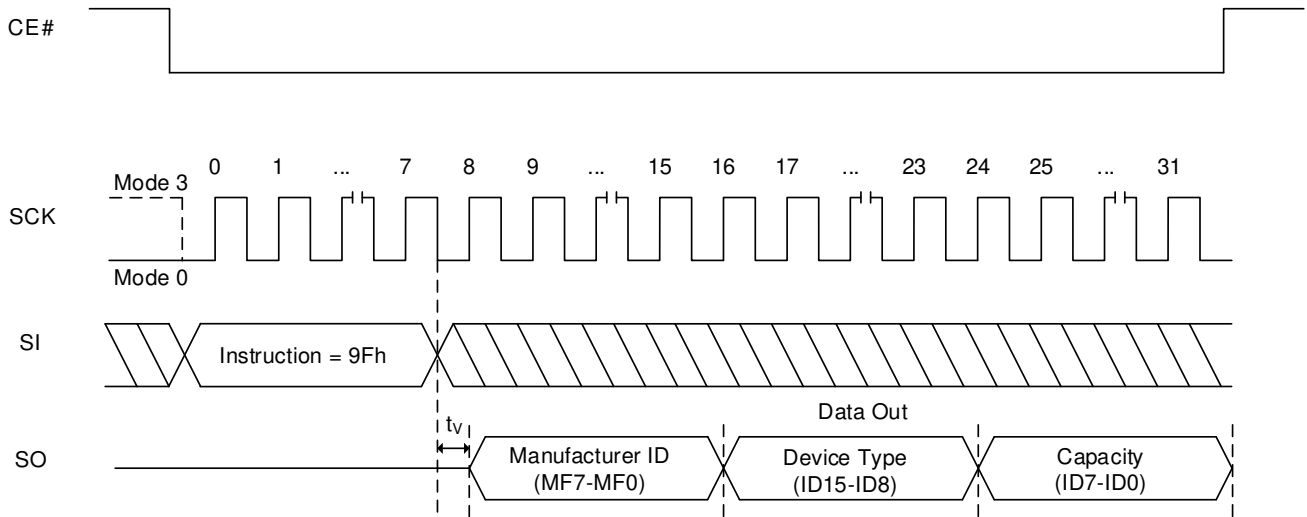 CE#
0 1 ... 7 8 9 ... 15 16 17 ... 23 24 25 ... 31
Mode 3
SCK
Mode 0
SI
Instruction = 9Fh
Data Out
tV
SO
Manufacturer ID
(MF7-MF0)
Device Type
(ID15-ID8)
Capacity
(ID7-ID0)